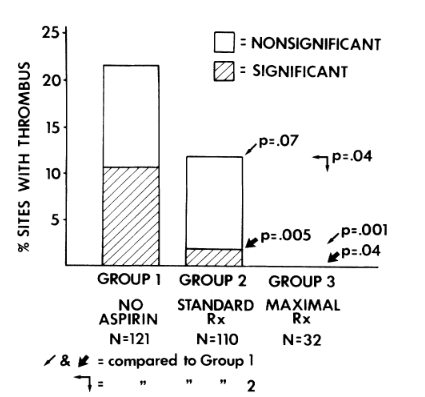 25
= NONSIGNIFICANT
= SIGNIFICANT
20
15
10
5
% SITES WITH THROMBUS
p=.07
p=.04
p=.005
p=.001
p=.04
GROUP 1 GROUP 2 GROUP 3
NO STANDARD MAXIMAL
ASPIRIN Rx Rx
N=121 N=110 N=32
& = compared to Group 1
= " " " 2